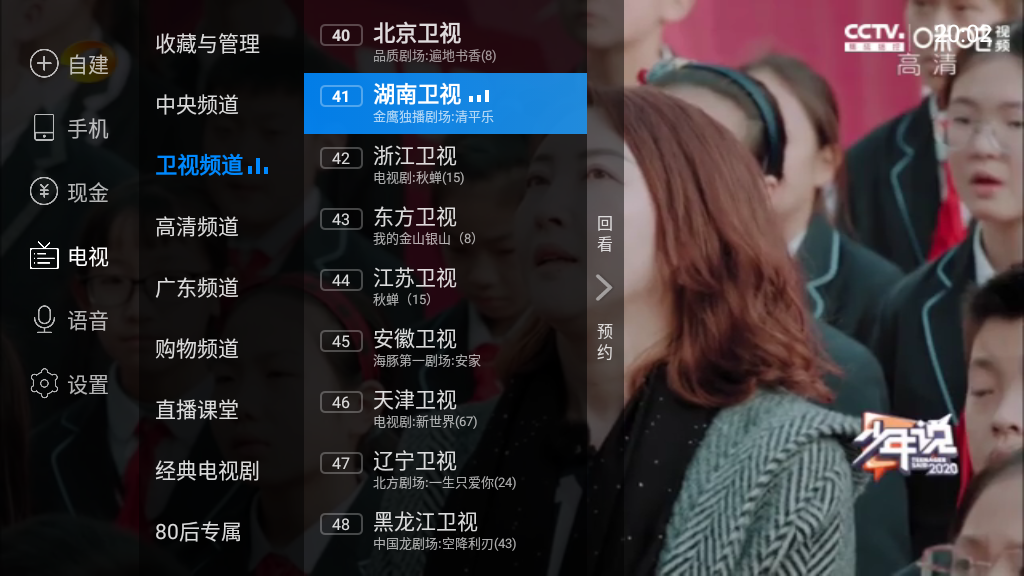 自建
手机
现金
电视
语音
设置
收藏与管理
中央频道
卫视频道
高清频道
广东频道
购物频道
直播课堂
经典电视剧
80后专属
40 北京卫视
品质剧场:遍地书香(8)
41 湖南卫视
金鹰独播剧场:清平乐
42 浙江卫视
电视剧:秋蝉(15)
43 东方卫视
我的金山银山（8）
44 江苏卫视
秋蝉（15）
45 安徽卫视
海豚第一剧场:安家
46 天津卫视
电视剧:新世界(67)
47 辽宁卫视
北方剧场:一生只爱你(24)
48 黑龙江卫视
中国龙剧场:空降利刃(43)
回看
预约
CCTV.
20:02
视频
高清
少年说
2020